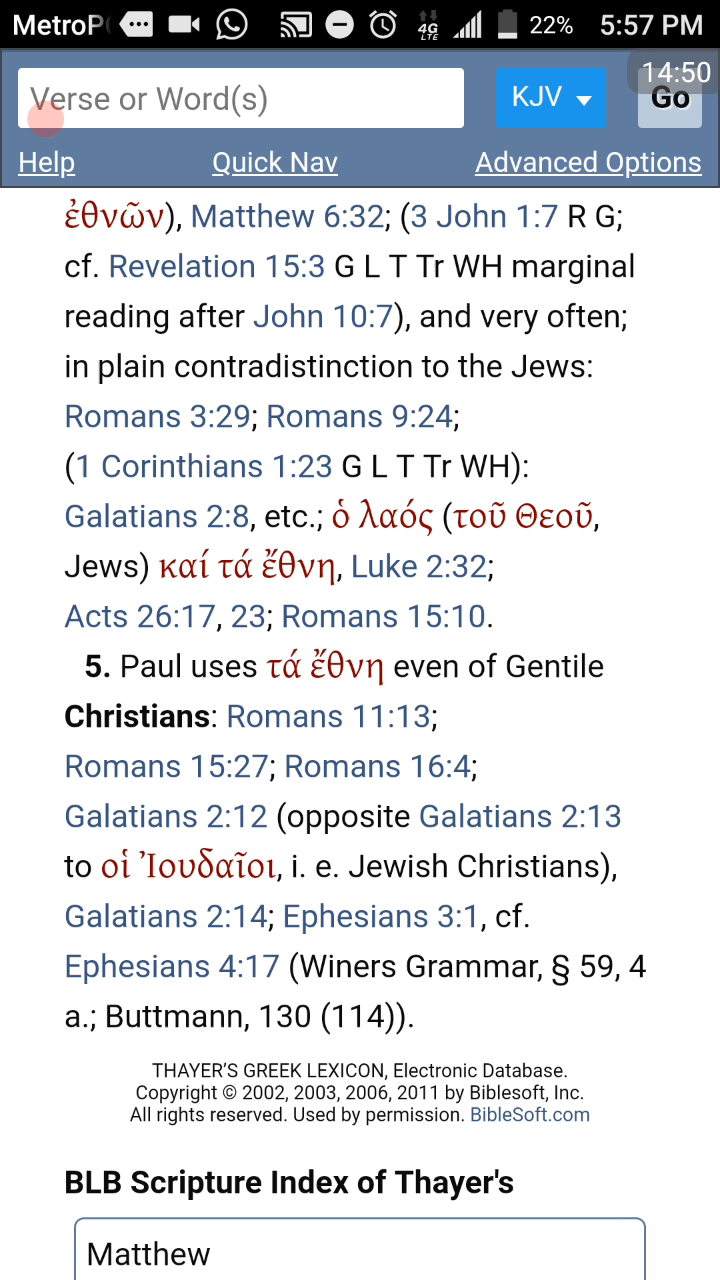 MetroP 4G LTE 22% 5:57 PM
14:50
Verse or Word(s) KJV Go
Help Quick Nav Advanced Options
ἐθνῶν), Matthew 6:32; (3 John 1:7 R G;
cf. Revelation 15:3 G L T Tr WH marginal
reading after John 10:7), and very often;
in plain contradistinction to the Jews:
Romans 3:29; Romans 9:24;
(1 Corinthians 1:23 G L T Tr WH):
Galatians 2:8, etc.; ὁ λαός (τοῦ Θεοῦ,
Jews) καί τά ἔθνη, Luke 2:32;
Acts 26:17, 23; Romans 15:10.
5. Paul uses τά ἔθνη even of Gentile
Christians: Romans 11:13;
Romans 15:27; Romans 16:4;
Galatians 2:12 (opposite Galatians 2:13
to οἱ Ἰουδαῖοι, i. e. Jewish Christians),
Galatians 2:14; Ephesians 3:1, cf.
Ephesians 4:17 (Winers Grammar, § 59, 4
a.; Buttmann, 130 (114)).
THAYER'S GREEK LEXICON, Electronic Database.
Copyright © 2002, 2003, 2006, 2011 by Biblesoft, Inc.
All rights reserved. Used by permission. BibleSoft.com
BLB Scripture Index of Thayer's
Matthew